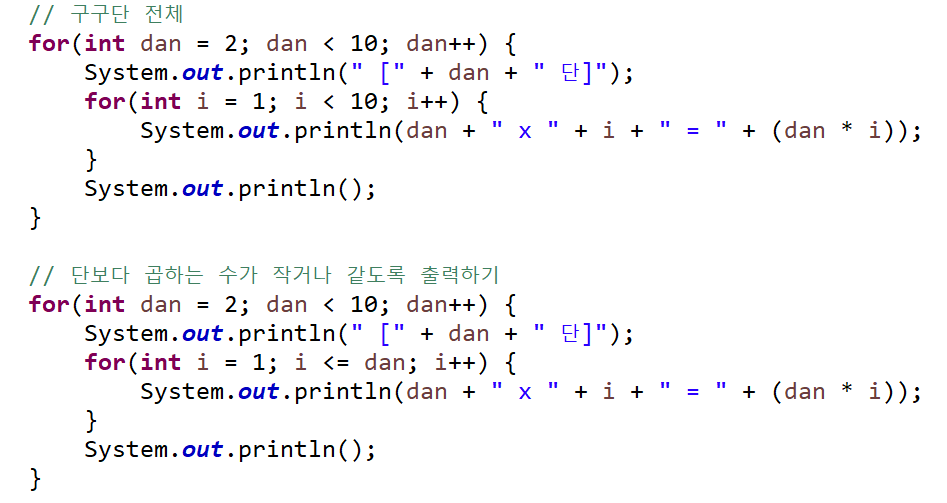 // 구구단 전체
for(int dan = 2; dan < 10; dan++) {
    System.out.println(" [" + dan + " 단]");
    for(int i = 1; i < 10; i++) {
        System.out.println(dan + " x " + i + " = " + (dan * i));
    }
    System.out.println();
}

// 단보다 곱하는 수가 작거나 같도록 출력하기
for(int dan = 2; dan < 10; dan++) {
    System.out.println(" [" + dan + " 단]");
    for(int i = 1; i <= dan; i++) {
        System.out.println(dan + " x " + i + " = " + (dan * i));
    }
    System.out.println();
}